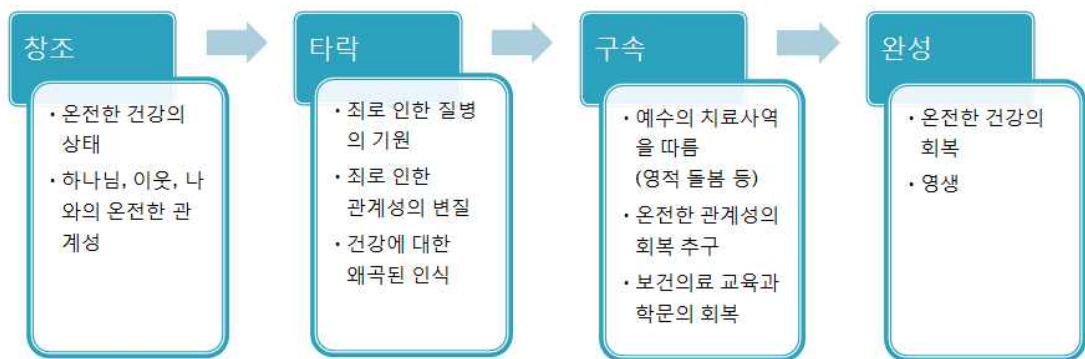 창조
· 온전한 건강의
상태
· 하나님, 이웃, 나
와의 온전한 관
계성
타락
· 죄로 인한 질병
의 기원
· 죄로 인한
관계성의 변질
· 건강에 대한
왜곡된 인식
구속
· 예수의 치료사역
을 따름
(영적 돌봄 등)
· 온전한 관계성의
회복 추구
· 보건의료 교육과
학문의 회복
완성
· 온전한 건강의
회복
· 영생